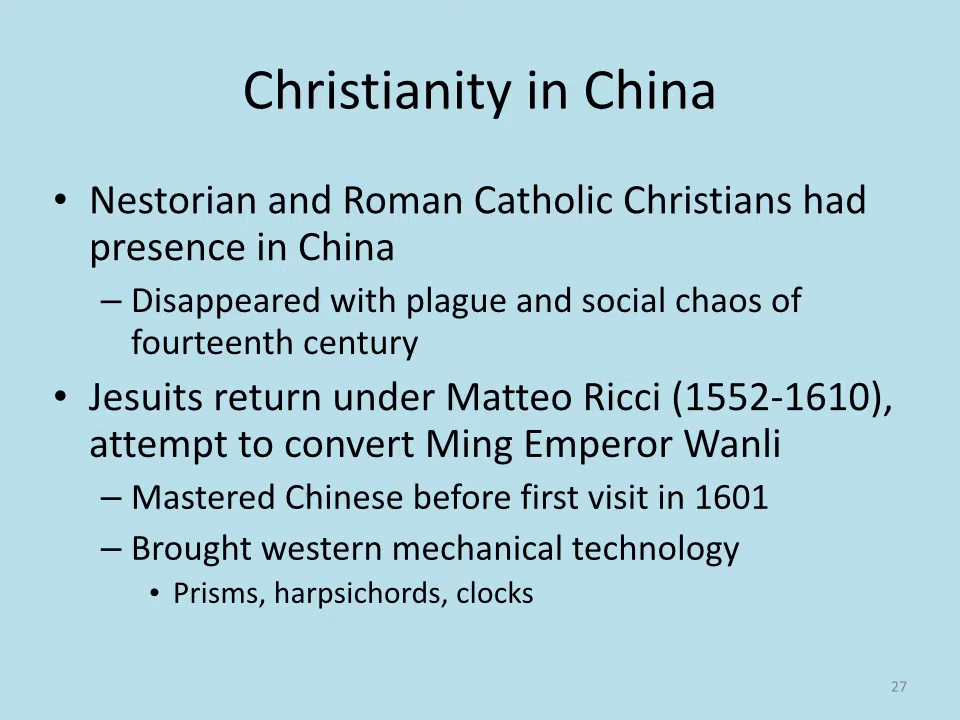 Christianity in China
• Nestorian and Roman Catholic Christians had
presence in China
– Disappeared with plague and social chaos of
fourteenth century
• Jesuits return under Matteo Ricci (1552-1610),
attempt to convert Ming Emperor Wanli
– Mastered Chinese before first visit in 1601
– Brought western mechanical technology
• Prisms, harpsichords, clocks
27